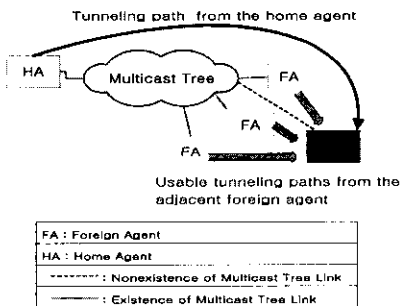 Tunneling path from the home agent
HA
Multicast Tree
FA
FA
FA
Usable tunneling paths from the
adjacent foreign agent
FA : Foreign Agent
HA : Home Agent
: Nonexistence of Multicast Tree Link
: Existence of Multicast Tree Link